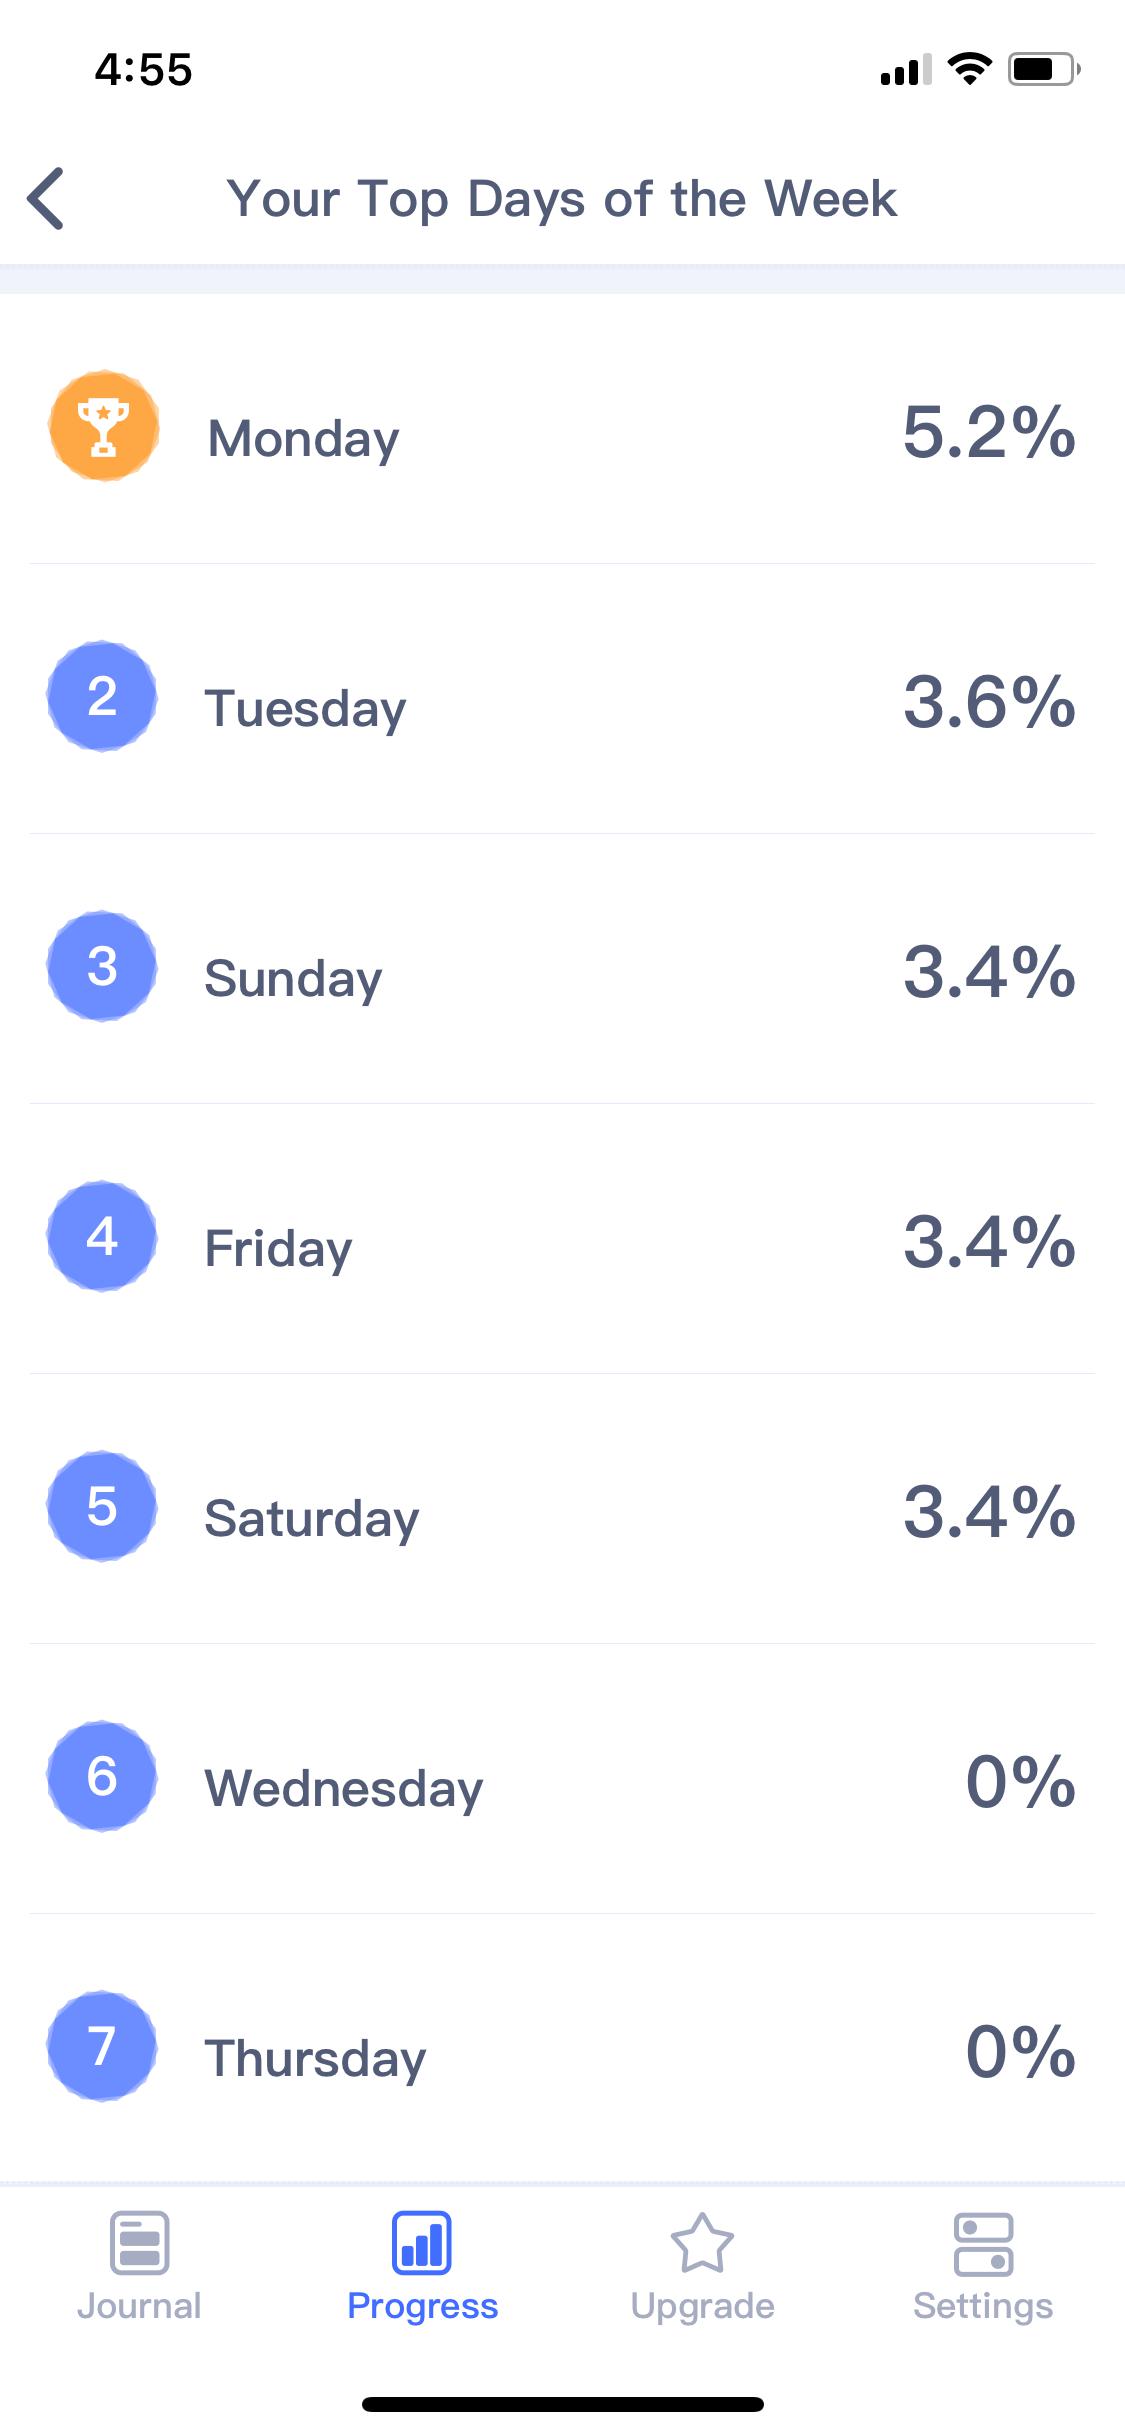 4:55
Your Top Days of the Week
Monday 5.2%
2 Tuesday 3.6%
3 Sunday 3.4%
4 Friday 3.4%
5 Saturday 3.4%
6 Wednesday 0%
7 Thursday 0%
Journal Progress Upgrade Settings